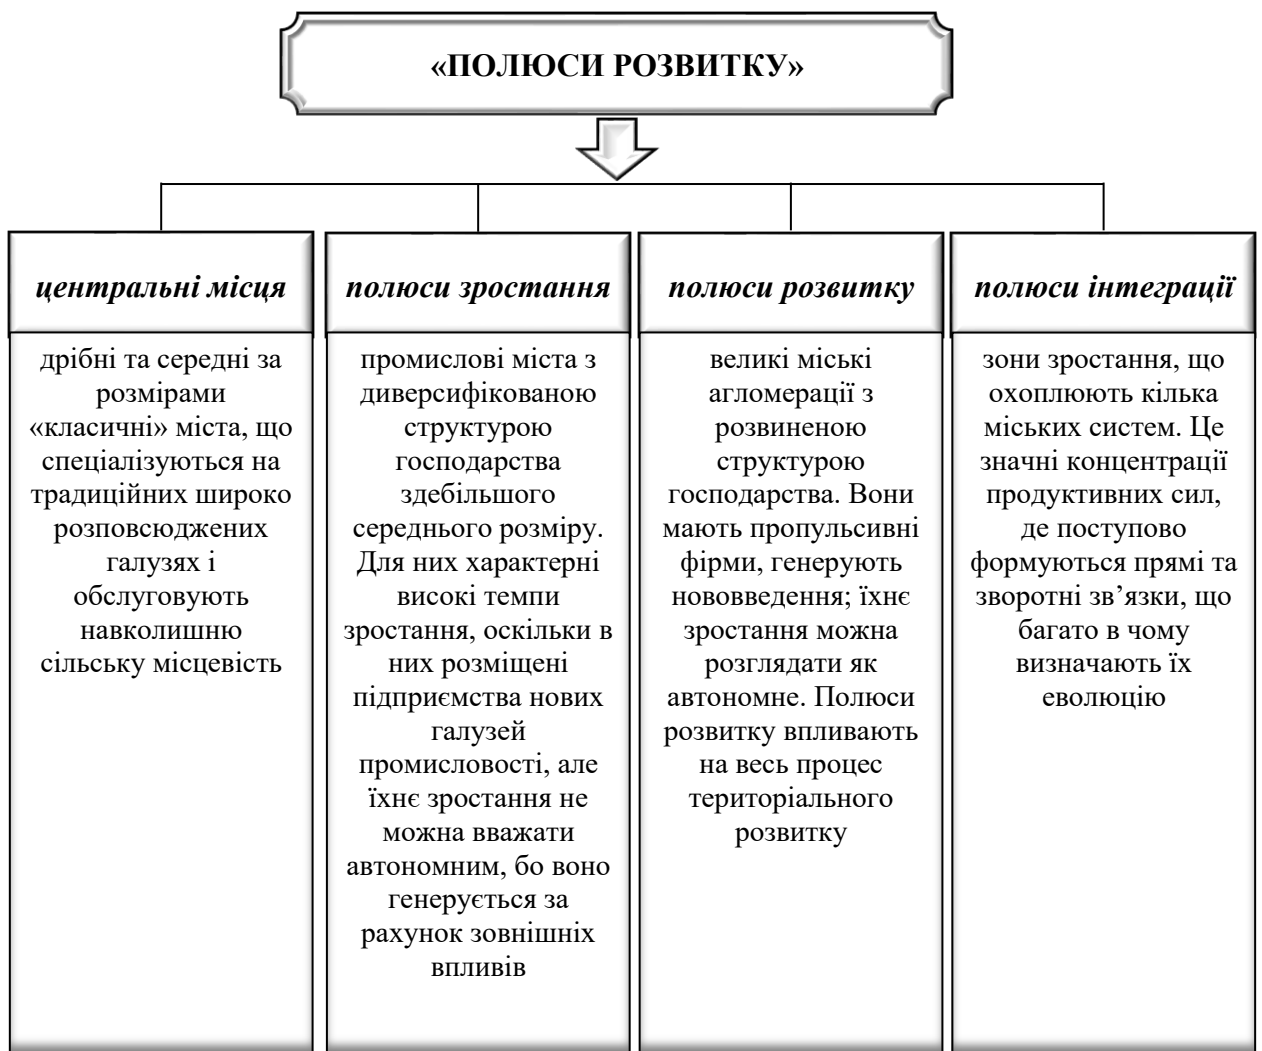 «ПОЛЮСИ РОЗВИТКУ»
центральні місця
дрібні та середні за
розмірами
«класичні» міста, що
спеціалізуються на
традиційних широко
розповсюджених
галузях і
обслуговують
навколишню
сільську місцевість
полюси зростання
промислові міста з
диверсифікованою
структурою
господарства
здебільшого
середнього розміру.
Для них характерні
високі темпи
зростання, оскільки в
них розміщені
підприємства нових
галузей
промисловості, але
їхнє зростання не
можна вважати
автономним, бо воно
генерується за
рахунок зовнішніх
впливів
полюси розвитку
великі міські
агломерації з
розвиненою
структурою
господарства. Вони
мають пропульсивні
фірми, генерують
нововведення; їхнє
зростання можна
розглядати як
автономне. Полюси
розвитку впливають
на весь процес
територіального
розвитку
полюси інтеграції
зони зростання, що
охоплюють кілька
міських систем. Це
значні концентрації
продуктивних сил,
де поступово
формуються прямі та
зворотні зв’язки, що
багато в чому
визначають їх
еволюцію